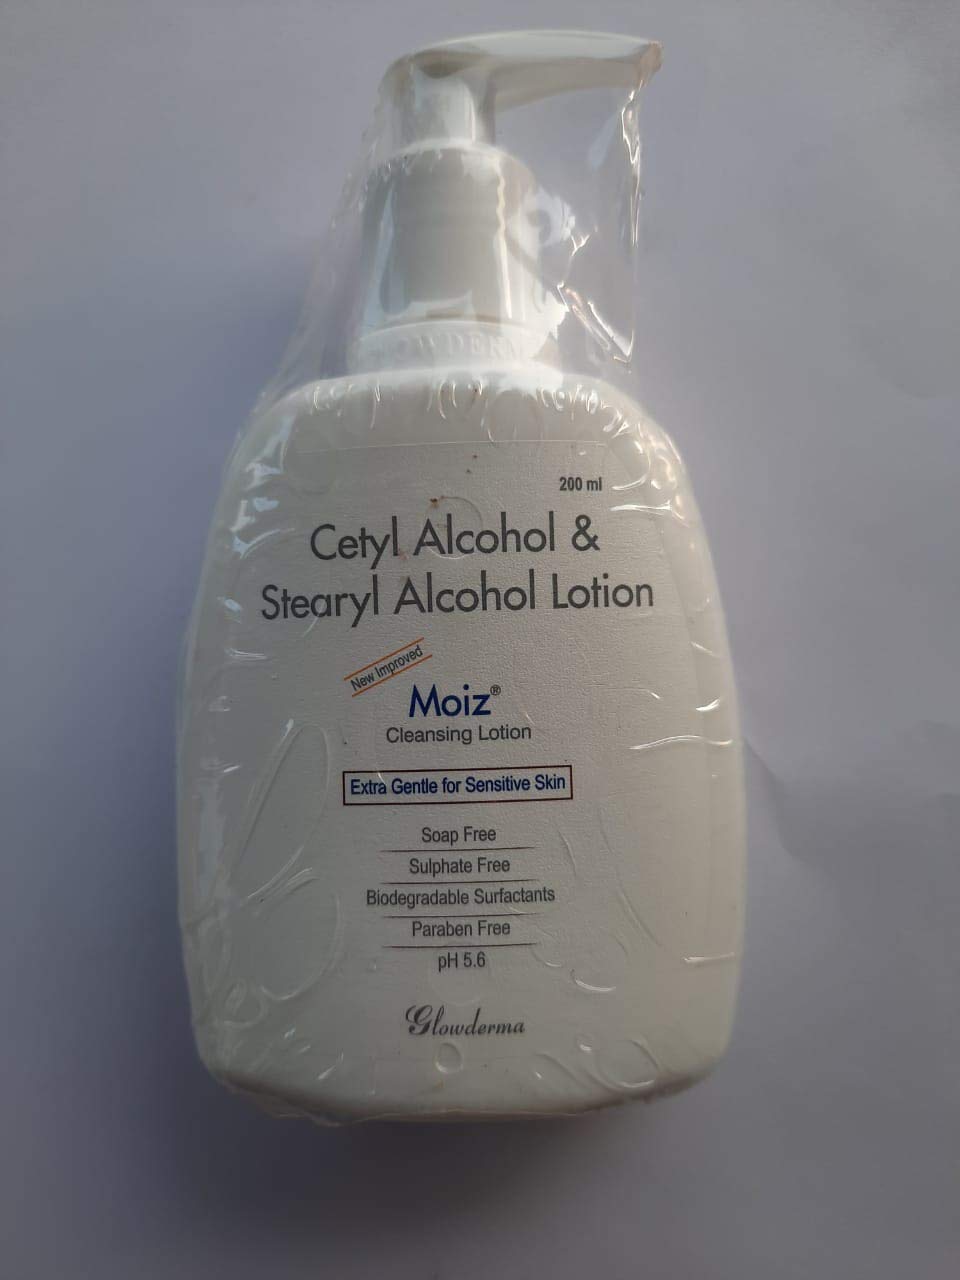 200 ml
Cetyl Alcohol &
Stearyl Alcohol Lotion
New Improved
Moiz®
Cleansing Lotion
Extra Gentle for Sensitive Skin
Soap Free
Sulphate Free
Biodegradable Surfactants
Paraben Free
pH 5.6
Glowderma